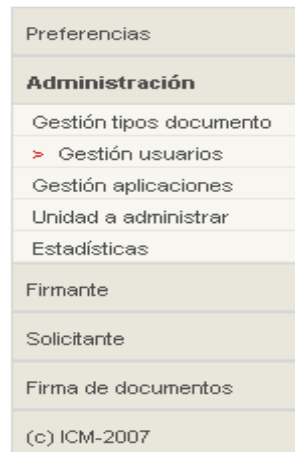 Preferencias
Administración
Gestión tipos documento
> Gestión usuarios
Gestión aplicaciones
Unidad a administrar
Estadísticas
Firmante
Solicitante
Firma de documentos
(c) ICM-2007